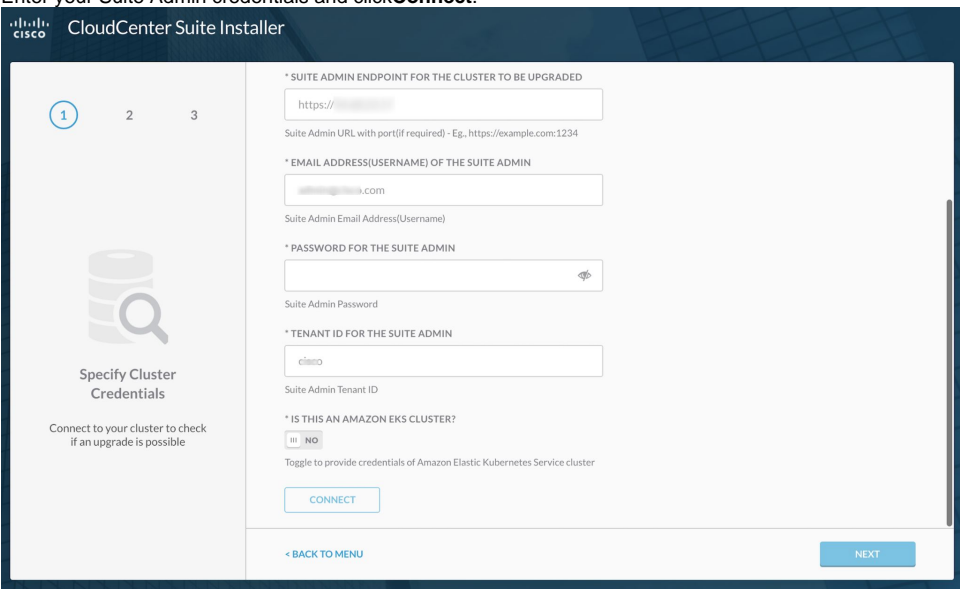 Enter your Suite Admin credentials and click Connect.
CISCO CloudCenter Suite Installer
1 2 3
Specify Cluster
Credentials
Connect to your cluster to check
if an upgrade is possible
* SUITE ADMIN ENDPOINT FOR THE CLUSTER TO BE UPGRADED
https://
Suite Admin URL with port(if required) - Eg., https://example.com:1234
* EMAIL ADDRESS(USERNAME) OF THE SUITE ADMIN
.com
Suite Admin Email Address(Username)
* PASSWORD FOR THE SUITE ADMIN
Suite Admin Password
* TENANT ID FOR THE SUITE ADMIN
Suite Admin Tenant ID
* IS THIS AN AMAZON EKS CLUSTER?
NO
Toggle to provide credentials of Amazon Elastic Kubernetes Service cluster
CONNECT
< BACK TO MENU
NEXT